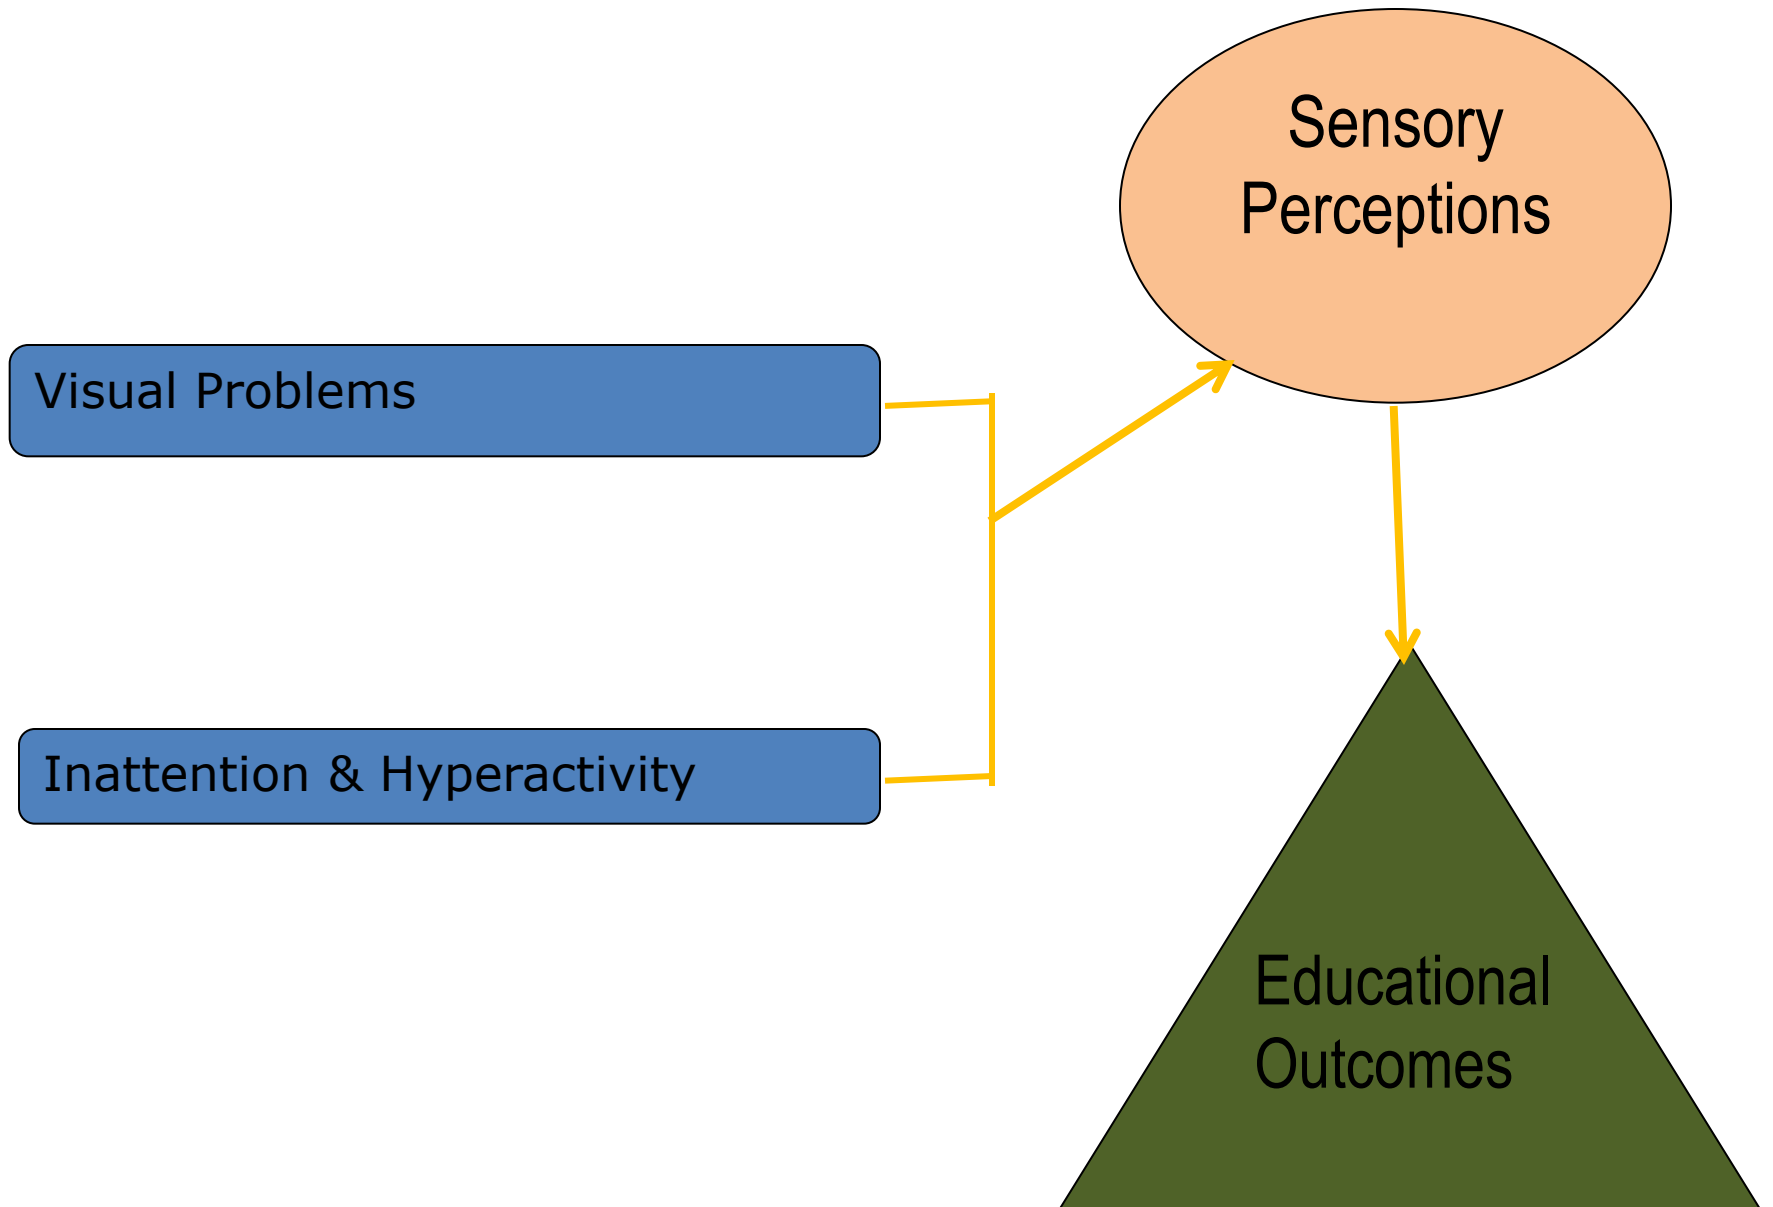 Sensory
Perceptions
Visual Problems
Inattention & Hyperactivity
Educational
Outcomes